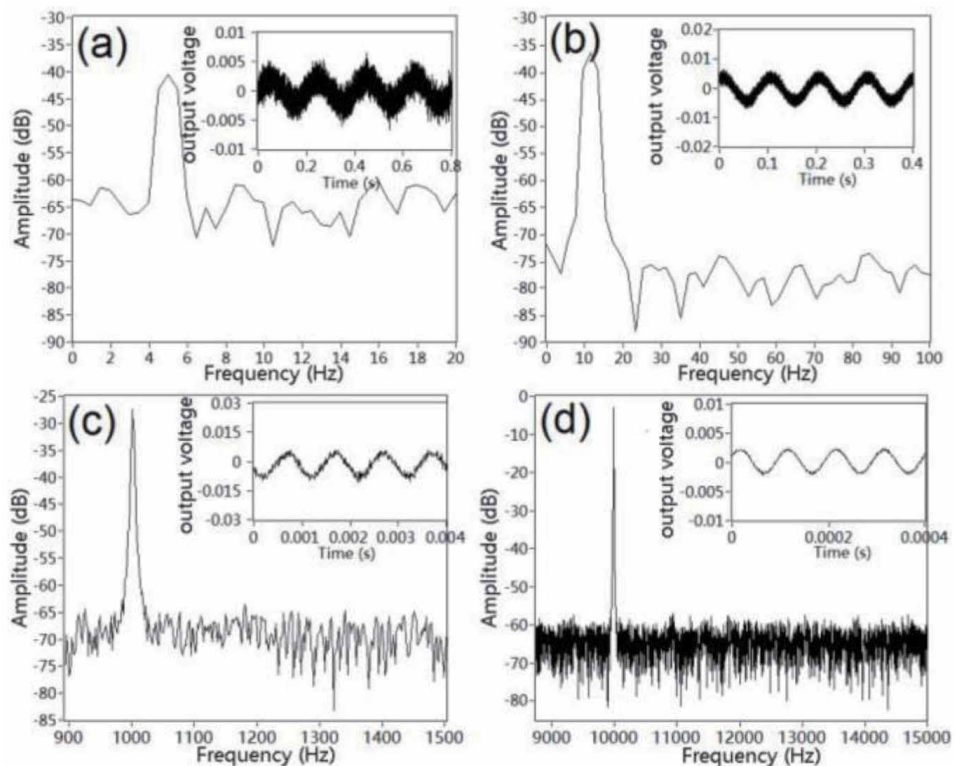 (a)
Amplitude (dB)
-30
-35
-40
-45
-50
-55
-60
-65
-70
-75
-80
-85
-90
0 2 4 6 8 10 12 14 16 18 20
Frequency (Hz)
output voltage
0.01
0.005
0
-0.005
-0.01
0 0.2 0.4 0.6 0.8
Time (s)
(b)
Amplitude (dB)
-30
-35
-40
-45
-50
-55
-60
-65
-70
-75
-80
-85
-90
0 10 20 30 40 50 60 70 80 90 100
Frequency (Hz)
output voltage
0.02
0.01
0
-0.01
-0.02
0 0.1 0.2 0.3 0.4
Time (s)
(c)
Amplitude (dB)
-25
-30
-35
-40
-45
-50
-55
-60
-65
-70
-75
-80
-85
900 1000 1100 1200 1300 1400 1500
Frequency (Hz)
output voltage
0.03
0.015
0
-0.015
-0.03
0 0.001 0.002 0.003 0.004
Time (s)
(d)
Amplitude (dB)
0
-10
-20
-30
-40
-50
-60
-70
-80
9000 10000 11000 12000 13000 14000 15000
Frequency (Hz)
output voltage
0.01
0.005
0
-0.005
-0.01
0 0.0002 0.0004
Time (s)